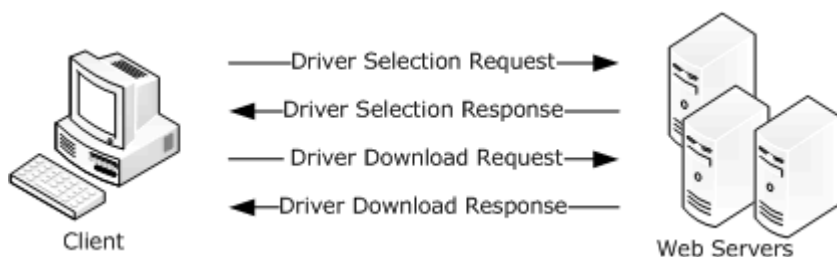 Driver Selection Request
Driver Selection Response
Driver Download Request
Driver Download Response
Client
Web Servers